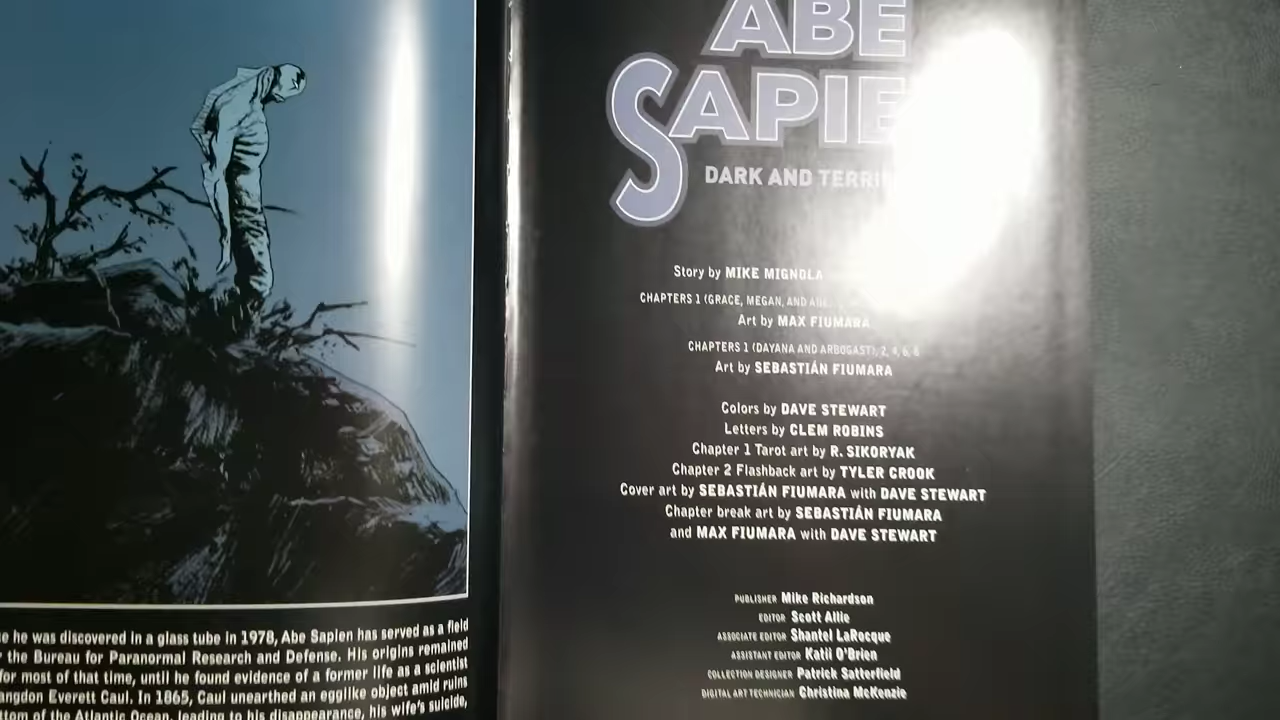 e he was discovered in a glass tube in 1978, Abe Sapien has served as a field
the Bureau for Paranormal Research and Defense. His origins remained
for most of that time, until he found evidence of a former life as a scientist
angdon Everett Caul. In 1865, Caul unearthed an egglike object amid ruins
ttom of the Atlantic Ocean, leading to his disappearance, his wife's suicide,
ABE
SAPIE
DARK AND TERRI
Story by MIKE MIGNOLA
CHAPTERS 1 (GRACE, MEGAN, AND
Art by MAX FIUMARA
CHAPTERS 1 (DAYANA AND ARBOGAST), 2, 4, 6, 8
Art by SEBASTIÁN FIUMARA
Colors by DAVE STEWART
Letters by CLEM ROBINS
Chapter 1 Tarot art by R. SIKORYAK
Chapter 2 Flashback art by TYLER CROOK
Cover art by SEBASTIÁN FIUMARA with DAVE STEWART
Chapter break art by SEBASTIÁN FIUMARA
and MAX FIUMARA with DAVE STEWART
PUBLISHER Mike Richardson
EDITOR Scott Allie
ASSOCIATE EDITOR Shantel LaRocque
ASSISTANT EDITOR Katii O'Brien
COLLECTION DESIGNER Patrick Satterfield
DIGITAL ART TECHNICIAN Christina McKenzie